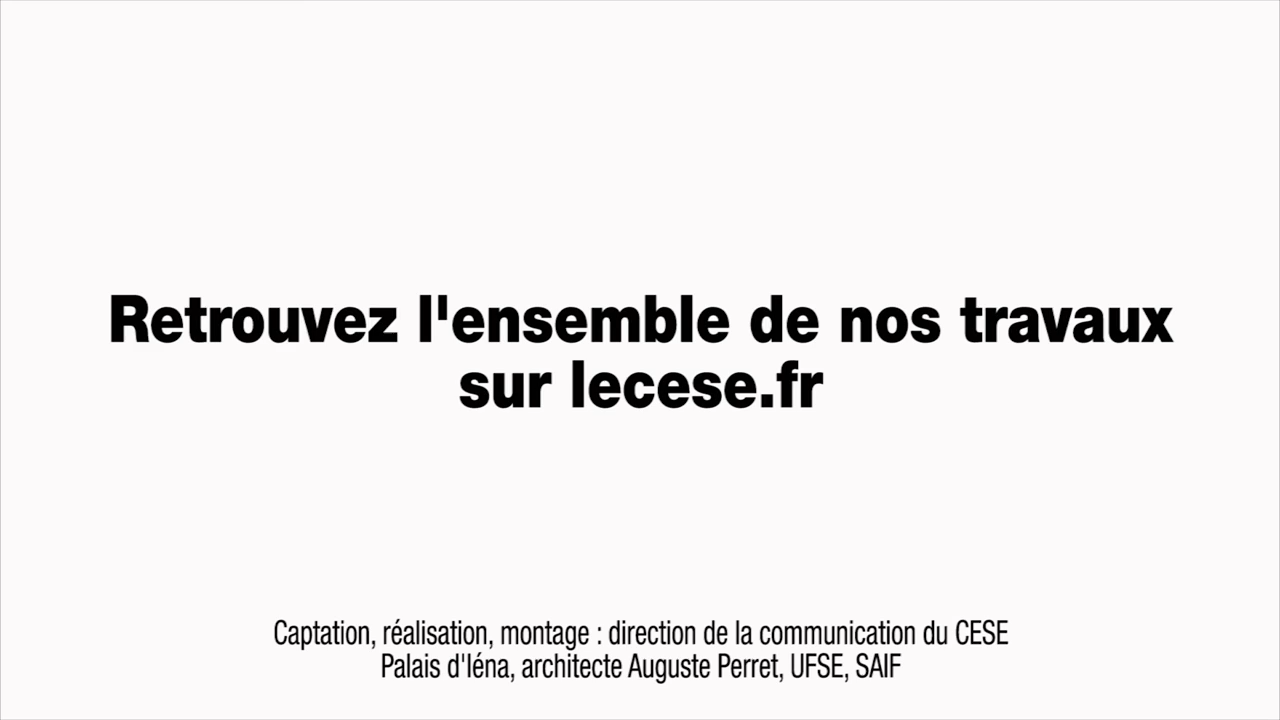 Retrouvez l'ensemble de nos travaux
sur lecese.fr
Captation, réalisation, montage : direction de la communication du CESE
Palais d'Iéna, architecte Auguste Perret, UFSE, SAIF